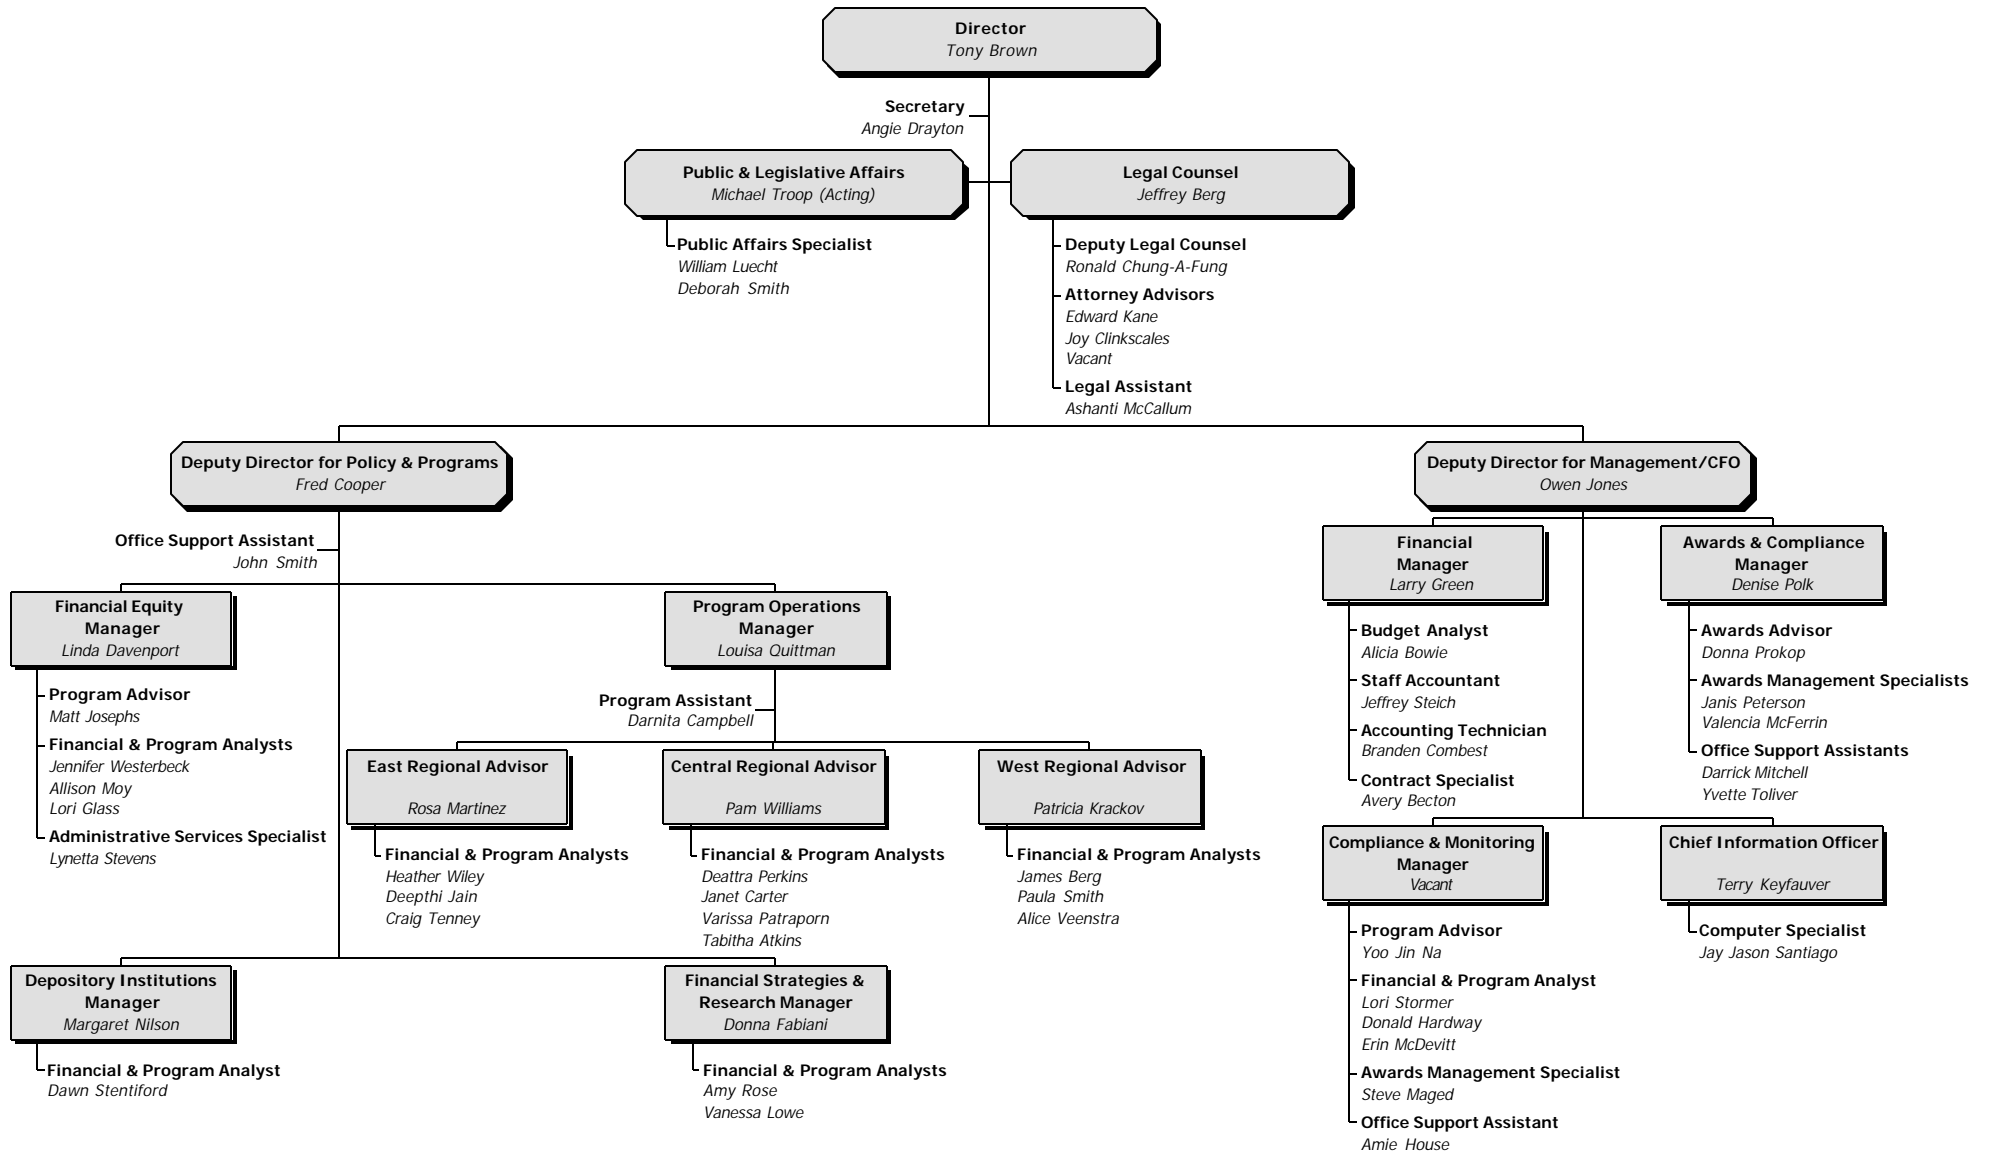 Director
Tony Brown
Secretary
Angie Drayton
Public & Legislative Affairs
Michael Troop (Acting)
Legal Counsel
Jeffrey Berg
Public Affairs Specialist
William Luecht
Deborah Smith
Deputy Legal Counsel
Ronald Chung-A-Fung
Attorney Advisors
Edward Kane
Joy Clinkscales
Vacant
Legal Assistant
Ashanti McCallum
Deputy Director for Policy & Programs
Fred Cooper
Office Support Assistant
John Smith
Financial Equity
Manager
Linda Davenport
Program Advisor
Matt Josephs
Financial & Program Analysts
Jennifer Westerbeck
Allison Moy
Lori Glass
Administrative Services Specialist
Lynetta Stevens
Program Operations
Manager
Louisa Quittman
Program Assistant
Darnita Campbell
East Regional Advisor
Rosa Martinez
Financial & Program Analysts
Heather Wiley
Deepthi Jain
Craig Tenney
Central Regional Advisor
Pam Williams
Financial & Program Analysts
Deattra Perkins
Janet Carter
Varissa Patraporn
Tabitha Atkins
West Regional Advisor
Patricia Krackov
Financial & Program Analysts
James Berg
Paula Smith
Alice Veenstra
Depository Institutions
Manager
Margaret Nilson
Financial & Program Analyst
Dawn Stentiford
Financial Strategies &
Research Manager
Donna Fabiani
Financial & Program Analysts
Amy Rose
Vanessa Lowe
Deputy Director for Management/CFO
Owen Jones
Financial
Manager
Larry Green
Budget Analyst
Alicia Bowie
Staff Accountant
Jeffrey Steich
Accounting Technician
Branden Combest
Contract Specialist
Avery Becton
Awards & Compliance
Manager
Denise Polk
Awards Advisor
Donna Prokop
Awards Management Specialists
Janis Peterson
Valencia McFerrin
Office Support Assistants
Darrick Mitchell
Yvette Toliver
Compliance & Monitoring
Manager
Vacant
Program Advisor
Yoo Jin Na
Financial & Program Analyst
Lori Stormer
Donald Hardway
Erin McDevitt
Awards Management Specialist
Steve Maged
Office Support Assistant
Amie House
Chief Information Officer
Terry Keyfauver
Computer Specialist
Jay Jason Santiago